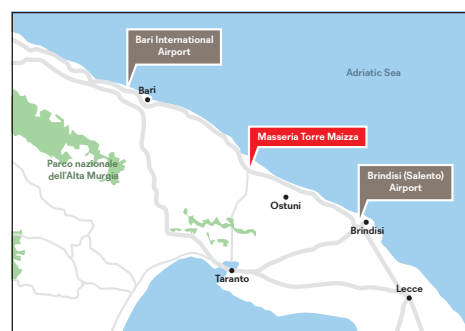 Bari International
Airport
Adriatic Sea
Bari
Masseria Torre Maizza
Parco nazionale
dell'Alta Murgia
Brindisi (Salento)
Airport
Ostuni
Brindisi
Taranto
Lecce